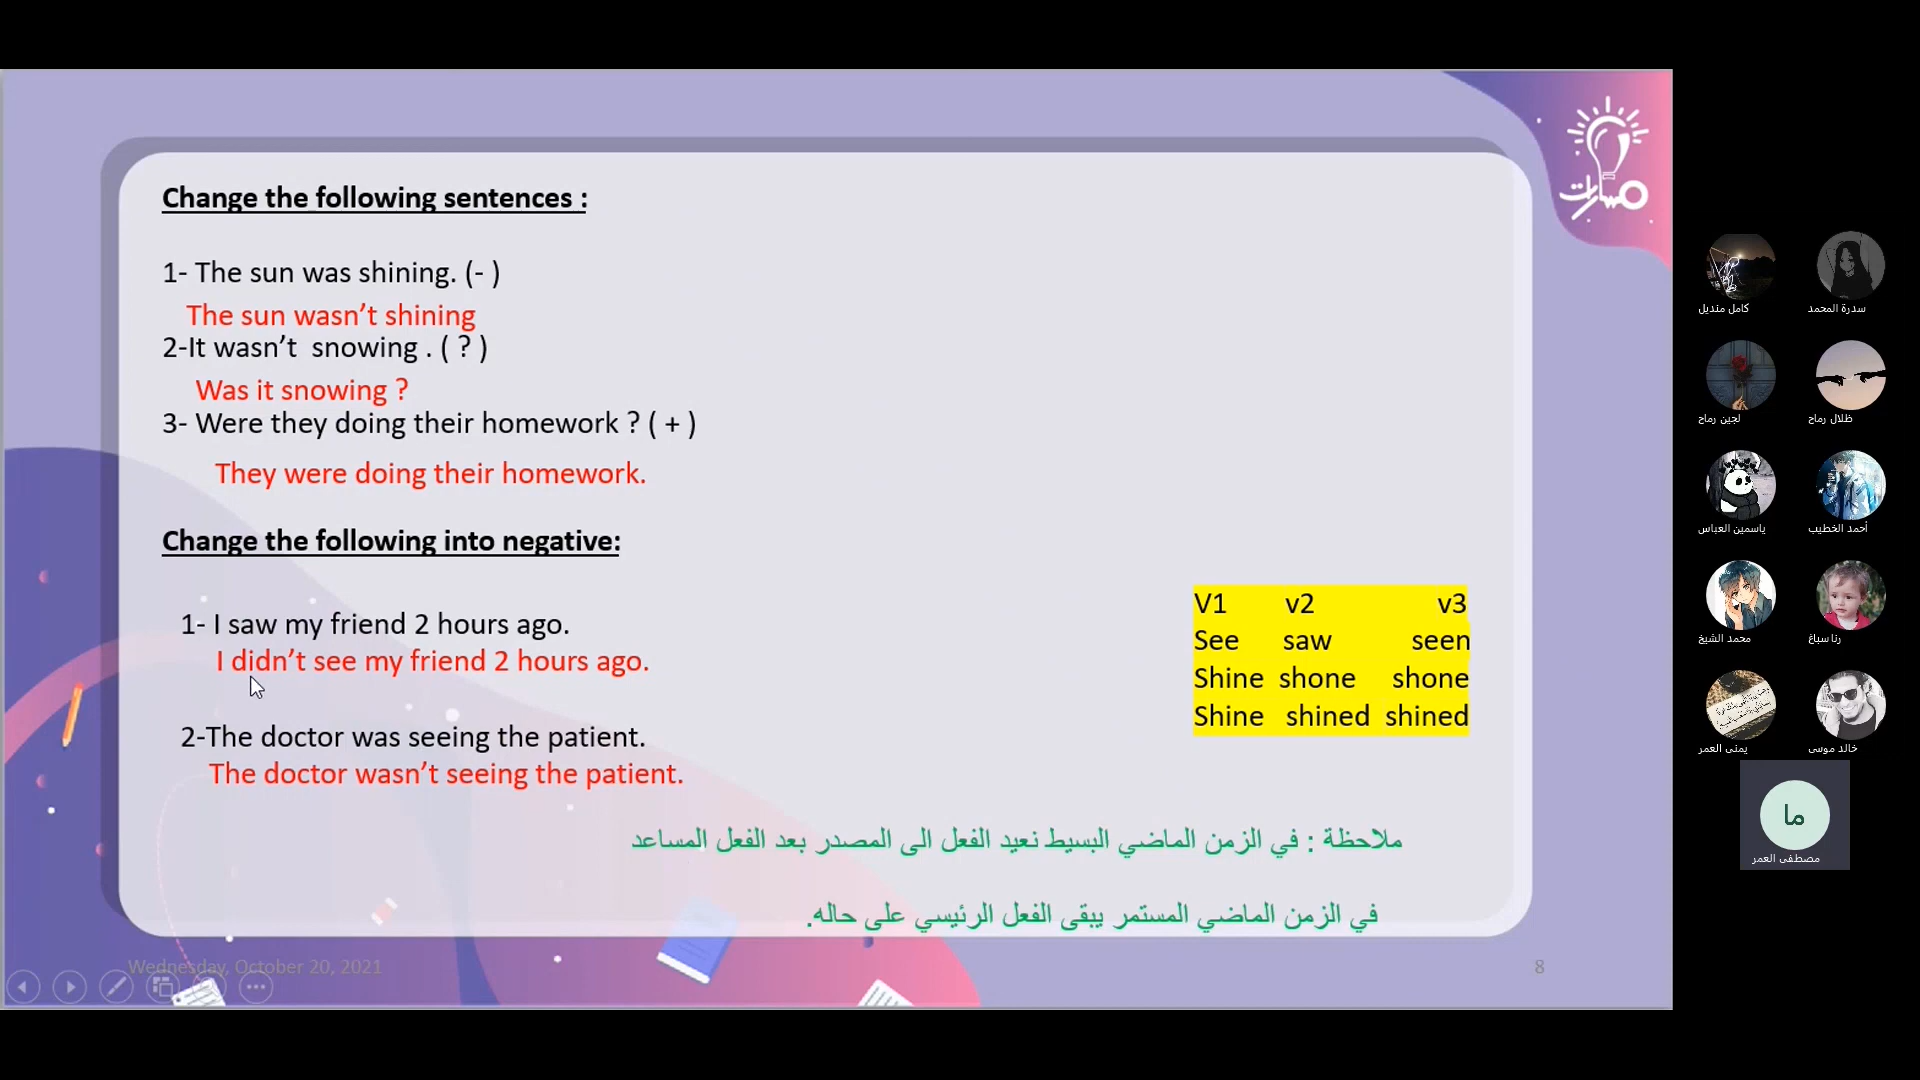 مسارات
Change the following sentences :
1- The sun was shining. (- )
The sun wasn’t shining
2-It wasn’t snowing . ( ? )
Was it snowing ?
3- Were they doing their homework ? ( + )
They were doing their homework.
Change the following into negative:
1- I saw my friend 2 hours ago.
I didn’t see my friend 2 hours ago.
2-The doctor was seeing the patient.
The doctor wasn’t seeing the patient.
V1 v2 v3
See saw seen
Shine shone shone
Shine shined shined
ملاحظة : في الزمن الماضي البسيط نعيد الفعل الى المصدر بعد الفعل المساعد
في الزمن الماضي المستمر يبقى الفعل الرئيسي على حاله.
Wednesday, October 20, 2021
8
كامل منديل
سدرة المحمد
لجين رماح
ظلال رماح
ياسمين العباس
أحمد الخطيب
محمد الشيخ
رنا سباغ
يمنى العمر
خالد موسى
ما
مصطفى العمر